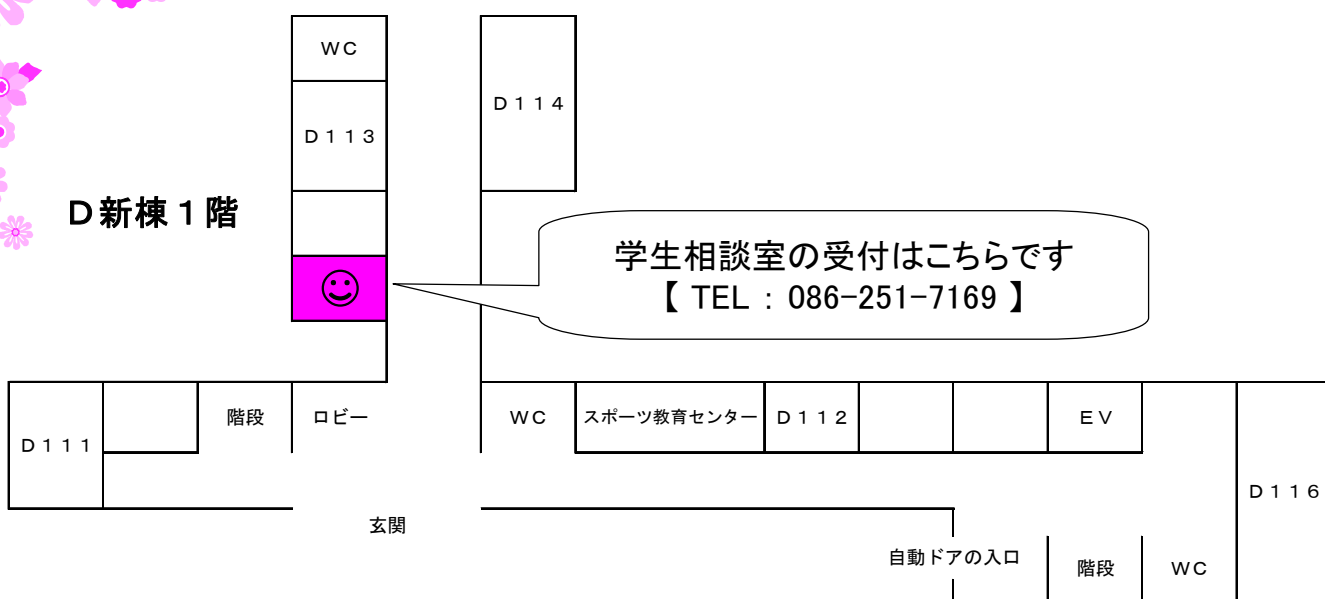 WC
D114
D113
D新棟1階
学生相談室の受付はこちらです
【 TEL : 086-251-7169 】
階段
ロビー
WC
スポーツ教育センター
D112
EV
D111
D116
玄関
自動ドアの入口
階段
WC